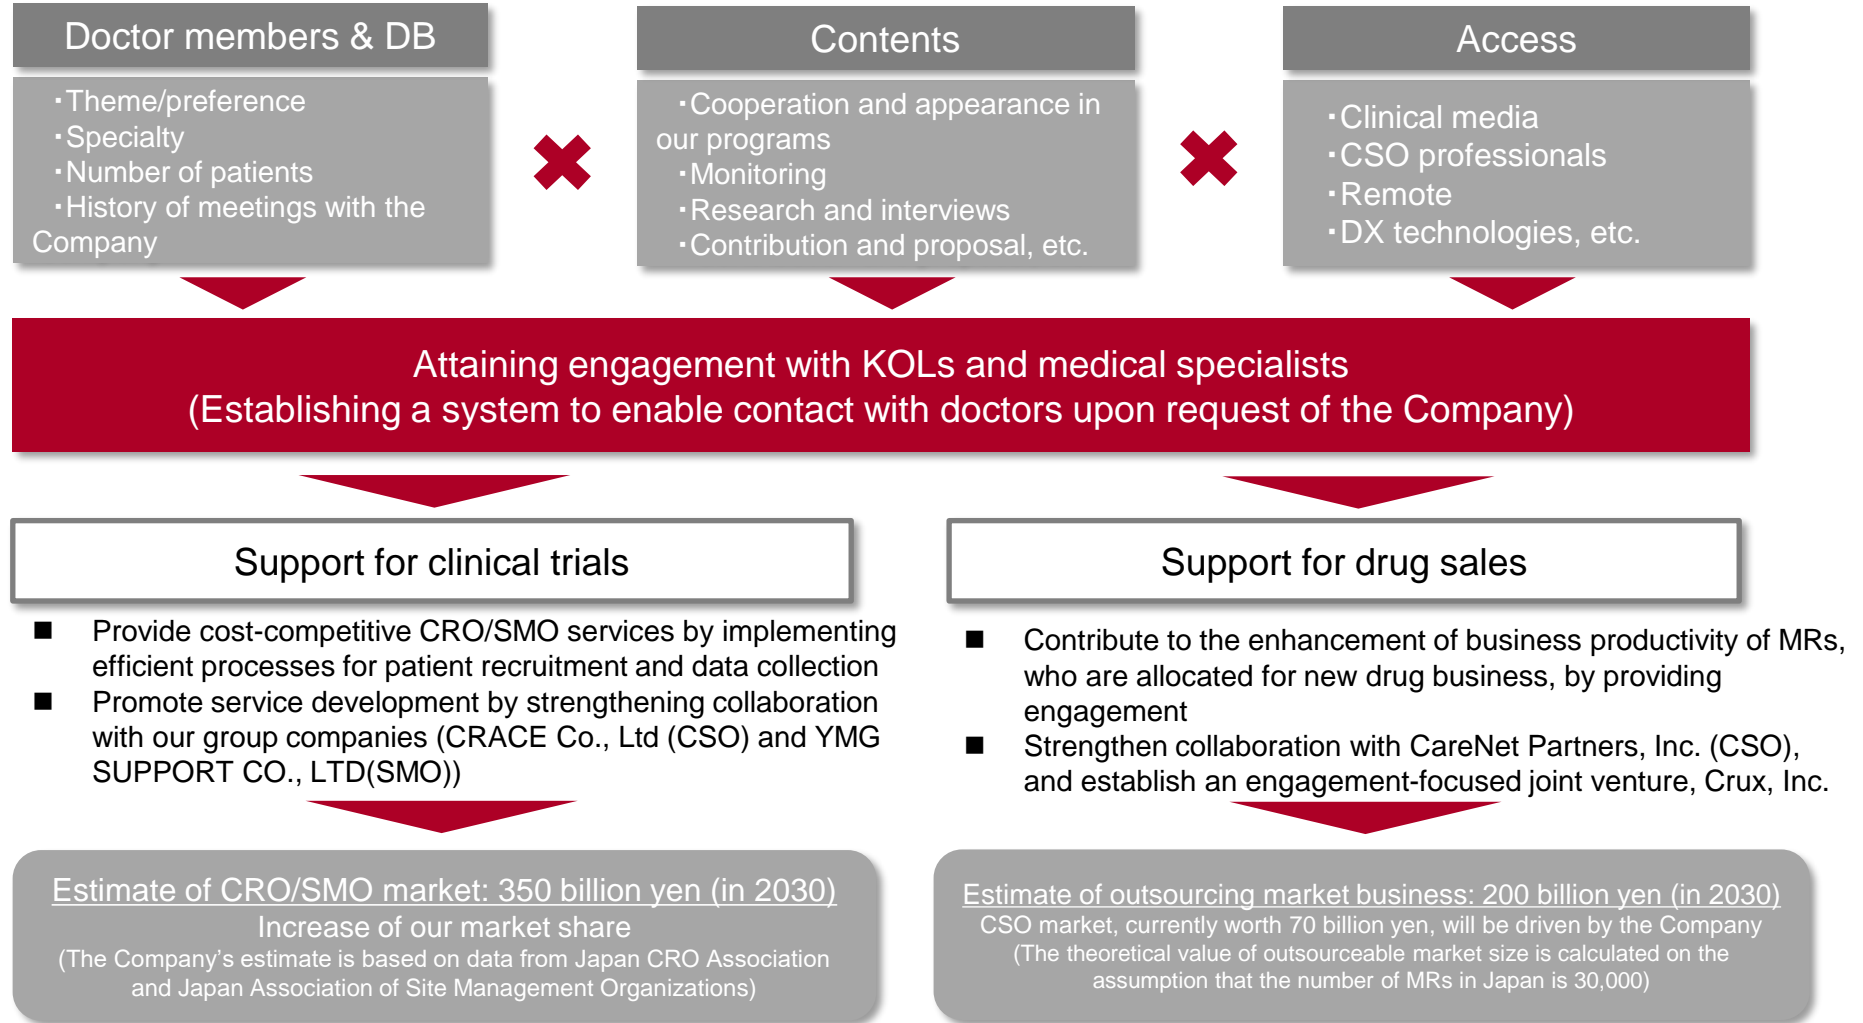 Doctor members & DB
・Theme/preference
・Specialty
・Number of patients
・History of meetings with the
Company
Contents
・Cooperation and appearance in
our programs
・Monitoring
・Research and interviews
・Contribution and proposal, etc.
Access
・Clinical media
・CSO professionals
・Remote
・DX technologies, etc.
Attaining engagement with KOLs and medical specialists
(Establishing a system to enable contact with doctors upon request of the Company)
Support for clinical trials
■ Provide cost-competitive CRO/SMO services by implementing
efficient processes for patient recruitment and data collection
■ Promote service development by strengthening collaboration
with our group companies (CRACE Co., Ltd (CSO) and YMG
SUPPORT CO., LTD(SMO))
Estimate of CRO/SMO market: 350 billion yen (in 2030)
Increase of our market share
(The Company’s estimate is based on data from Japan CRO Association
and Japan Association of Site Management Organizations)
Support for drug sales
■ Contribute to the enhancement of business productivity of MRs,
who are allocated for new drug business, by providing
engagement
■ Strengthen collaboration with CareNet Partners, Inc. (CSO),
and establish an engagement-focused joint venture, Crux, Inc.
Estimate of outsourcing market business: 200 billion yen (in 2030)
CSO market, currently worth 70 billion yen, will be driven by the Company
(The theoretical value of outsourceable market size is calculated on the
assumption that the number of MRs in Japan is 30,000)